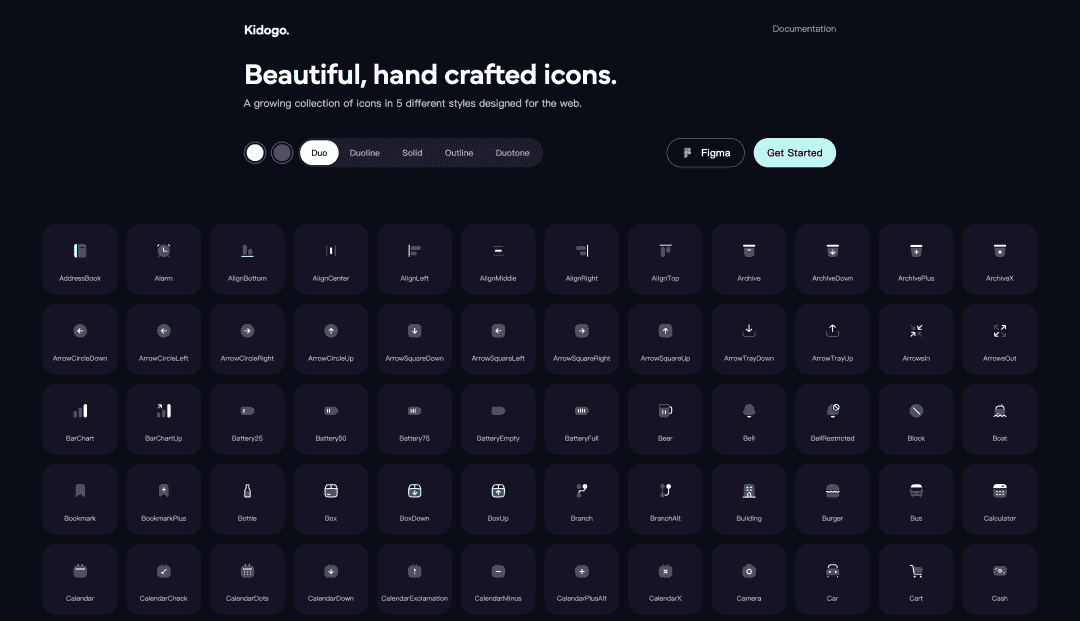 Kidogo.
Documentation
Beautiful, hand crafted icons.
A growing collection of icons in 5 different styles designed for the web.
Duo Duoline Solid Outline Duotone
Figma Get Started
AddressBook Alarm AlignBottom AlignCenter AlignLeft AlignMiddle AlignRight AlignTop Archive ArchiveDown ArchivePlus ArchiveX
ArrowCircleDown ArrowCircleLeft ArrowCircleRight ArrowCircleUp ArrowSquareDown ArrowSquareLeft ArrowSquareRight ArrowSquareUp ArrowTrayDown ArrowTrayUp ArrowsIn ArrowsOut
BarChart BarChartUp Battery25 Battery50 Battery75 BatteryEmpty BatteryFull Beer Bell BellRestricted Block Boat
Bookmark BookmarkPlus Bottle Box BoxDown BoxUp Branch BranchAlt Building Burger Bus Calculator
Calendar CalendarCheck CalendarDots CalendarDown CalendarExclamation CalendarMinus CalendarPlusAlt CalendarX Camera Car Cart Cash